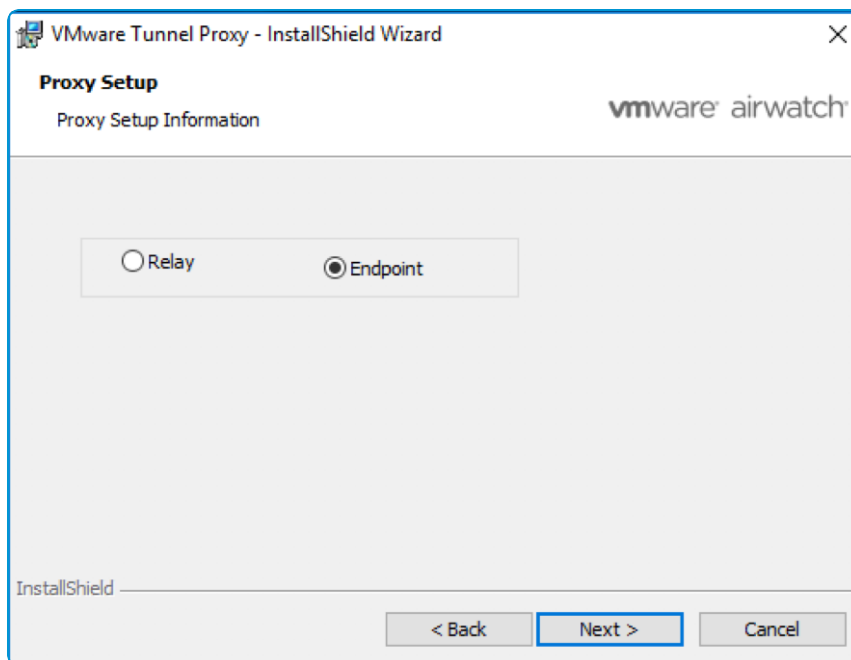 VMware Tunnel Proxy - InstallShield Wizard
Proxy Setup
Proxy Setup Information
vmware airwatch
Relay
Endpoint
InstallShield
< Back
Next >
Cancel